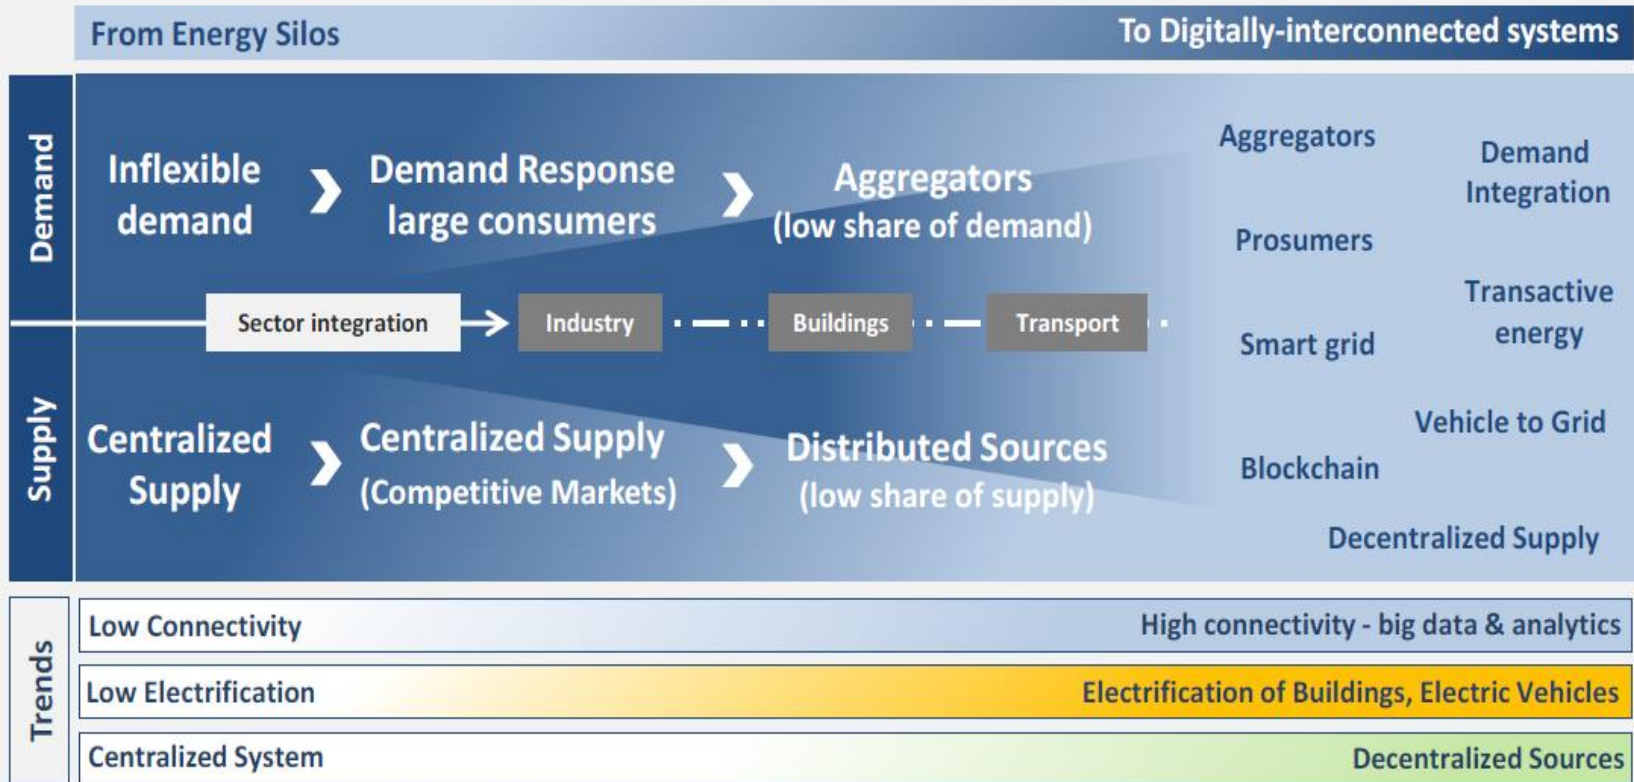 From Energy Silos
To Digitally-interconnected systems
Demand
Inflexible
demand
Demand Response
large consumers
Aggregators
(low share of demand)
Aggregators
Demand
Integration
Prosumers
Transactive
energy
Smart grid
Sector integration
Industry
Buildings
Transport
Supply
Centralized
Supply
Centralized Supply
(Competitive Markets)
Distributed Sources
(low share of supply)
Vehicle to Grid
Blockchain
Decentralized Supply
Trends
Low Connectivity
High connectivity - big data & analytics
Low Electrification
Electrification of Buildings, Electric Vehicles
Centralized System
Decentralized Sources